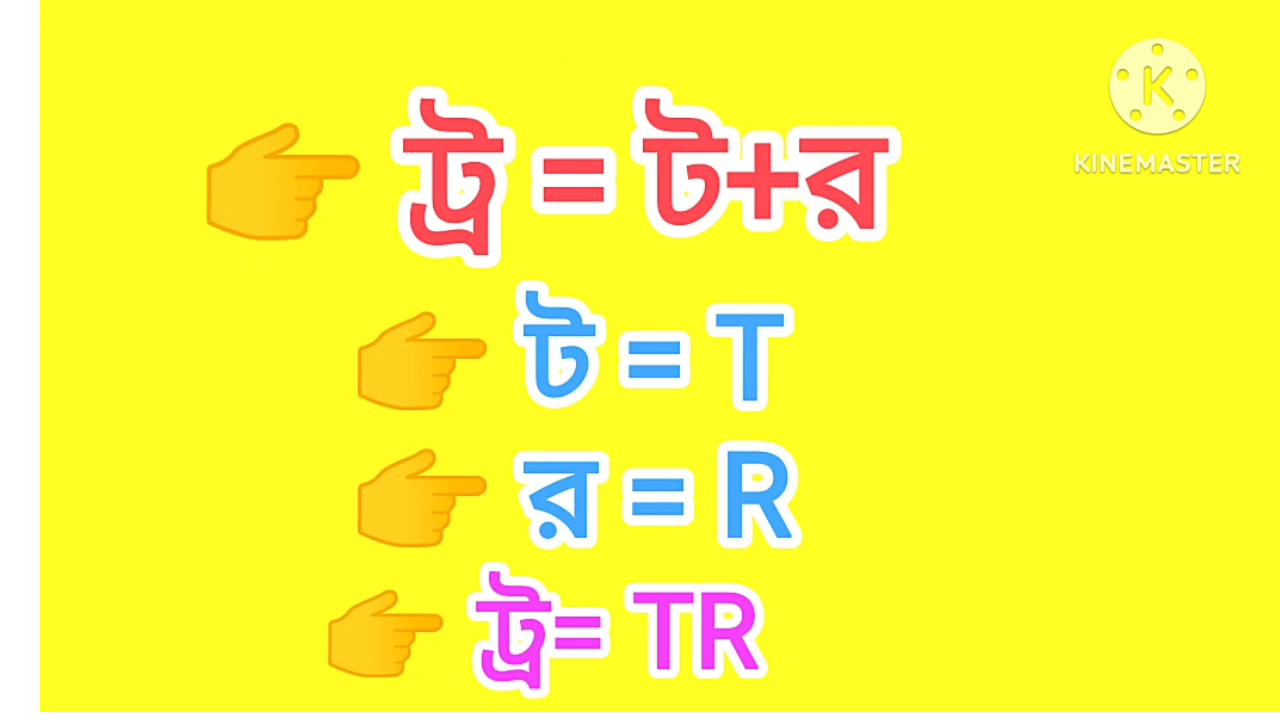 👉 ট্র = ট+র
👉 ট = T
👉 র = R
👉 ট্র= TR
K
KINEMASTER